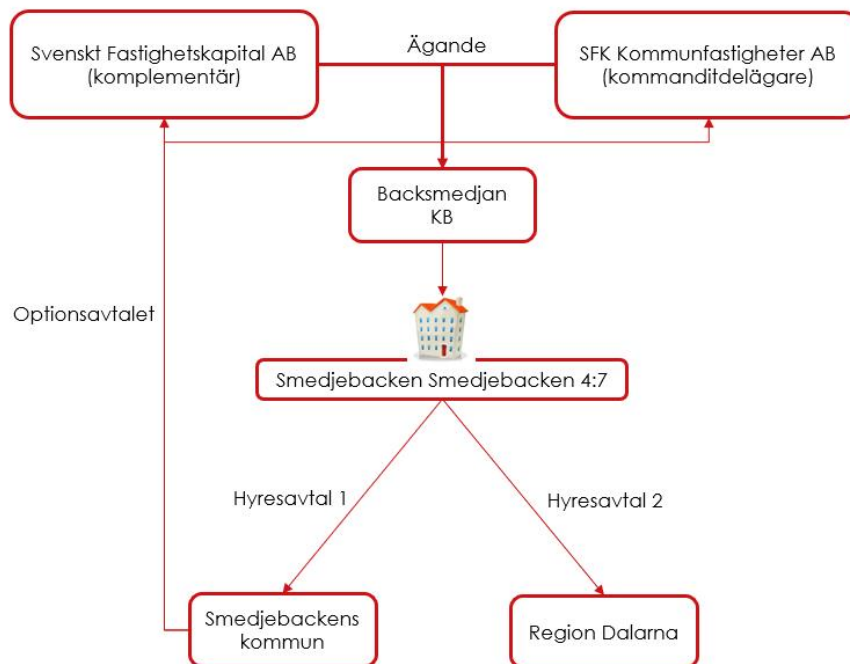 Svenskt Fastighetskapital AB
(komplementär)
Ägande
SFK Kommunfastigheter AB
(kommanditdelägare)
Backsmedjan
KB
Optionsavtalet
Smedjebacken Smedjebacken 4:7
Hyresavtal 1
Hyresavtal 2
Smedjebackens
kommun
Region Dalarna